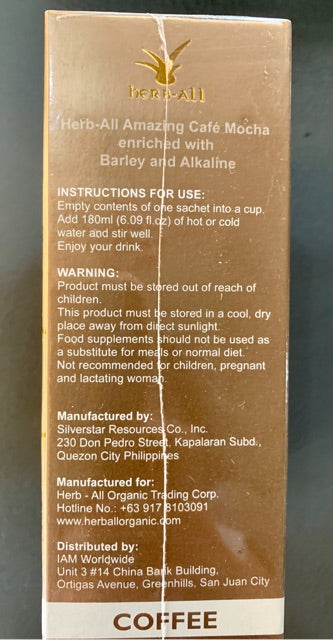 herb-all
Herb-All Amazing Café Mocha
enriched with
Barley and Alkaline
INSTRUCTIONS FOR USE:
Empty contents of one sachet into a cup.
Add 180ml (6.09 fl.oz) of hot or cold
water and stir well.
Enjoy your drink.
WARNING:
Product must be stored out of reach of
children.
This product must be stored in a cool, dry
place away from direct sunlight.
Food supplements should not be used as
a substitute for meals or normal diet.
Not recommended for children, pregnant
and lactating woman.
Manufactured by:
Silverstar Resources Co., Inc.
230 Don Pedro Street, Kapalaran Subd.,
Quezon City Philippines
Manufactured for:
Herb - All Organic Trading Corp.
Hotline No.: +63 917 8103091
www.herballorganic.com
Distributed by:
IAM Worldwide
Unit 3 #14 China Bank Building,
Ortigas Avenue, Greenhills, San Juan City
COFFEE